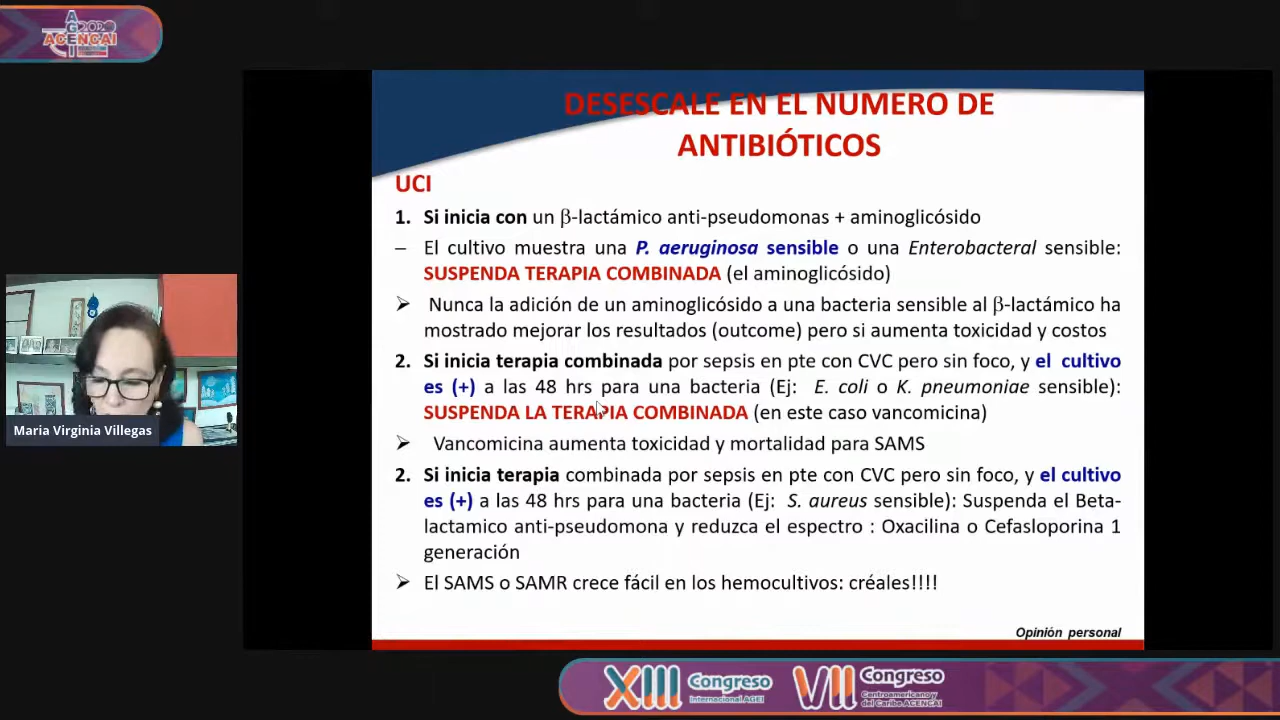 AGEI 2020
ACENCAI
DESESCALE EN EL NUMERO DE
ANTIBIÓTICOS
UCI
1. Si inicia con un β-lactámico anti-pseudomonas + aminoglicósido
– El cultivo muestra una P. aeruginosa sensible o una Enterobacteral sensible:
SUSPENDA TERAPIA COMBINADA (el aminoglicósido)
➢ Nunca la adición de un aminoglicósido a una bacteria sensible al β-lactámico ha
mostrado mejorar los resultados (outcome) pero si aumenta toxicidad y costos
2. Si inicia terapia combinada por sepsis en pte con CVC pero sin foco, y el cultivo
es (+) a las 48 hrs para una bacteria (Ej: E. coli o K. pneumoniae sensible):
SUSPENDA LA TERAPIA COMBINADA (en este caso vancomicina)
➢ Vancomicina aumenta toxicidad y mortalidad para SAMS
2. Si inicia terapia combinada por sepsis en pte con CVC pero sin foco, y el cultivo
es (+) a las 48 hrs para una bacteria (Ej: S. aureus sensible): Suspenda el Beta-
lactamico anti-pseudomona y reduzca el espectro : Oxacilina o Cefasloporina 1
generación
➢ El SAMS o SAMR crece fácil en los hemocultivos: créales!!!!
Opinión personal
Maria Virginia Villegas
XIII Congreso
Internacional AGEI
VII Congreso
Centroamericano y
del Caribe ACENCAI